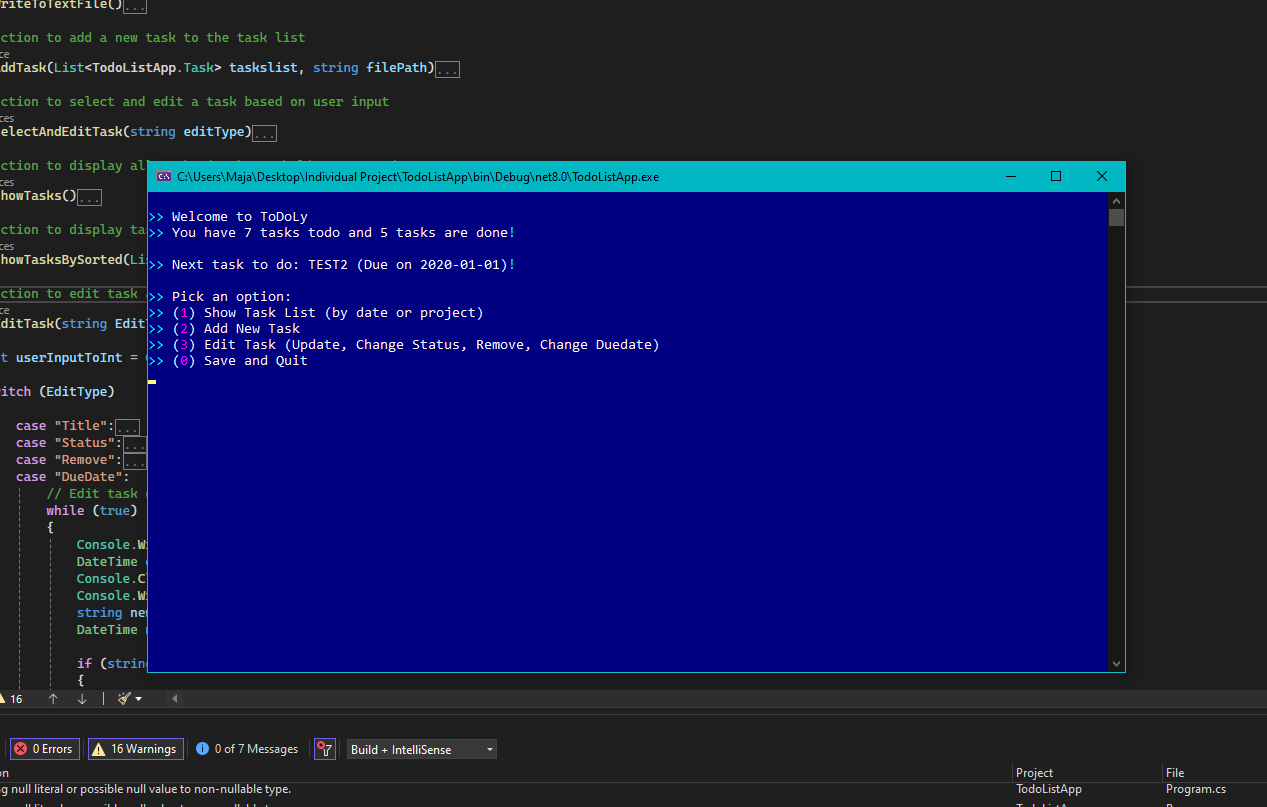 riteToTextFile()...
ction to add a new task to the task list
ce
ddTask(List<TodoListApp.Task> taskslist, string filePath)...
ction to select and edit a task based on user input
ces
electAndEditTask(string editType)...
ction to display al
ces
howTasks()...
ction to display ta
ces
howTasksBySorted(Li
ction to edit task
ce
ditTask(string Edit
t userInputToInt =
itch (EditType)
case "Title":...
case "Status":...
case "Remove":...
case "DueDate":
// Edit task
while (true)
{
Console.W
DateTime
Console.C
Console.W
string ne
DateTime
if (strin
{
C:\Users\Maja\Desktop\Individual Project\TodoListApp\bin\Debug\net8.0\TodoListApp.exe
>> Welcome to ToDoLy
>> You have 7 tasks todo and 5 tasks are done!
>> Next task to do: TEST2 (Due on 2020-01-01)!
>> Pick an option:
>> (1) Show Task List (by date or project)
>> (2) Add New Task
>> (3) Edit Task (Update, Change Status, Remove, Change Duedate)
>> (0) Save and Quit
16
0 Errors 16 Warnings 0 of 7 Messages Build + IntelliSense
on Project File
g null literal or possible null value to non-nullable type. TodoListApp Program.cs